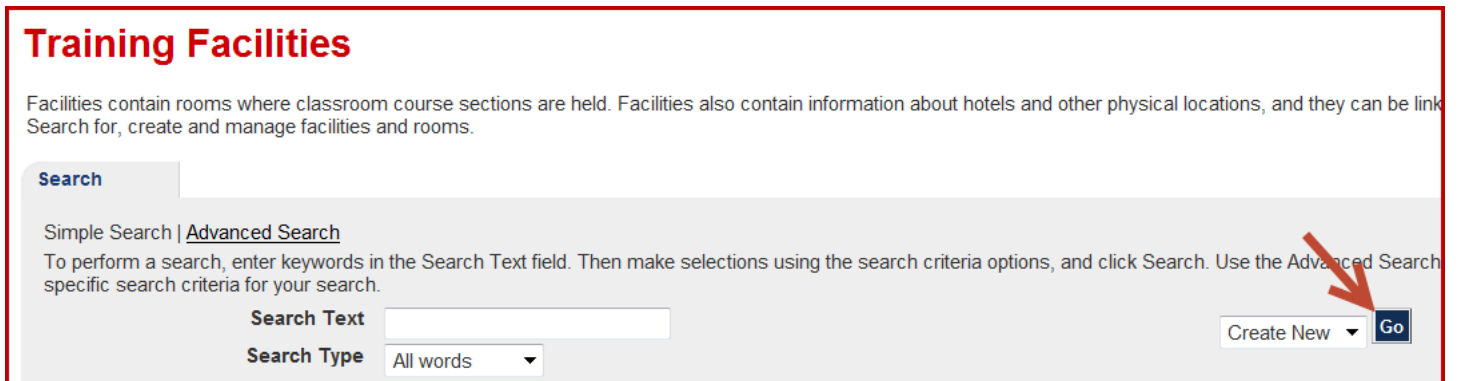 Training Facilities
Facilities contain rooms where classroom course sections are held. Facilities also contain information about hotels and other physical locations, and they can be link
Search for, create and manage facilities and rooms.
Search
Simple Search | Advanced Search
To perform a search, enter keywords in the Search Text field. Then make selections using the search criteria options, and click Search. Use the Advanced Search
specific search criteria for your search.
Search Text
Create New Go
Search Type All words